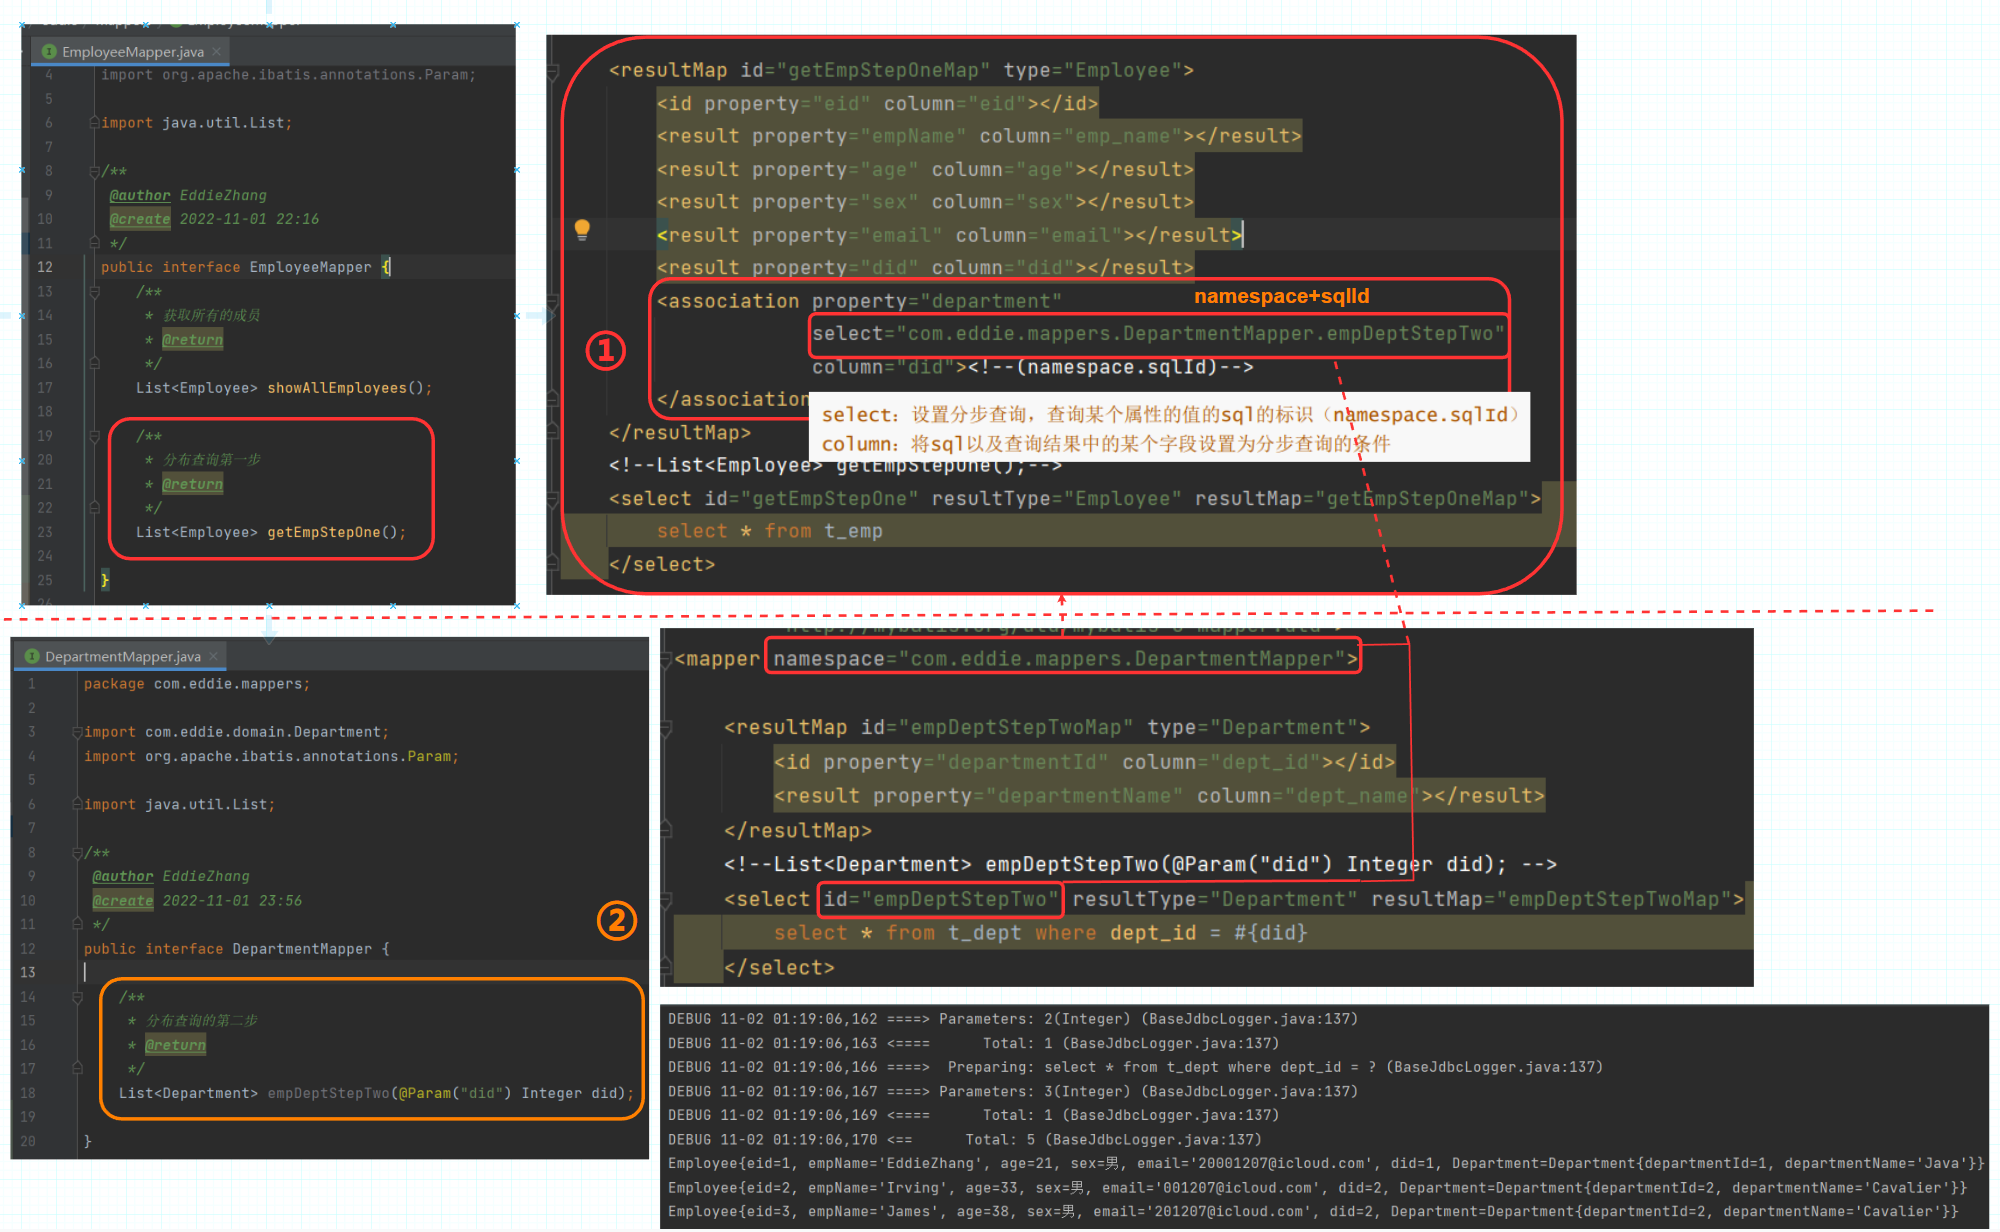 EmployeeMapper.java
4 import org.apache.ibatis.annotations.Param;
5
6 import java.util.List;
7
8 /**
9 @author EddieZhang
10 @create 2022-11-01 22:16
11 */
12 public interface EmployeeMapper {
13 /**
14 * 获取所有的成员
15 * @return
16 */
17 List<Employee> showAllEmployees();
18
19 /**
20 * 分布查询第一步
21 * @return
22 */
23 List<Employee> getEmpStepOne();
24
25 }
26
<resultMap id="getEmpStepOneMap" type="Employee">
<id property="eid" column="eid"></id>
<result property="empName" column="emp_name"></result>
<result property="age" column="age"></result>
<result property="sex" column="sex"></result>
<result property="email" column="email"></result>
<result property="did" column="did"></result>
<association property="department"
namespace+sqlId
select="com.eddie.mappers.DepartmentMapper.empDeptStepTwo"
①
column="did"><!--(namespace.sqlId)-->
</association
select：设置分步查询，查询某个属性的值的sql的标识（namespace.sqlId）
column：将sql以及查询结果中的某个字段设置为分步查询的条件
</resultMap>
<!--List<Employee> getEmpStepOne();-->
<select id="getEmpStepOne" resultType="Employee" resultMap="getEmpStepOneMap">
select * from t_emp
</select>
DepartmentMapper.java
1 package com.eddie.mappers;
2
3 import com.eddie.domain.Department;
4 import org.apache.ibatis.annotations.Param;
5
6 import java.util.List;
7
8 /**
9 @author EddieZhang
10 @create 2022-11-01 23:56
11 */
12 public interface DepartmentMapper {
13
14 /**
15 * 分布查询的第二步
16 * @return
17 */
18 List<Department> empDeptStepTwo(@Param("did") Integer did);
19
20 }
②
<mapper namespace="com.eddie.mappers.DepartmentMapper">
<resultMap id="empDeptStepTwoMap" type="Department">
<id property="departmentId" column="dept_id"></id>
<result property="departmentName" column="dept_name"></result>
</resultMap>
<!--List<Department> empDeptStepTwo(@Param("did") Integer did); -->
<select id="empDeptStepTwo" resultType="Department" resultMap="empDeptStepTwoMap">
select * from t_dept where dept_id = #{did}
</select>
DEBUG 11-02 01:19:06,162 ====> Parameters: 2(Integer) (BaseJdbcLogger.java:137)
DEBUG 11-02 01:19:06,163 <==== Total: 1 (BaseJdbcLogger.java:137)
DEBUG 11-02 01:19:06,166 ====> Preparing: select * from t_dept where dept_id = ? (BaseJdbcLogger.java:137)
DEBUG 11-02 01:19:06,167 ====> Parameters: 3(Integer) (BaseJdbcLogger.java:137)
DEBUG 11-02 01:19:06,169 <==== Total: 1 (BaseJdbcLogger.java:137)
DEBUG 11-02 01:19:06,170 <== Total: 5 (BaseJdbcLogger.java:137)
Employee{eid=1, empName='EddieZhang', age=21, sex=男, email='20001207@icloud.com', did=1, Department=Department{departmentId=1, departmentName='Java'}}
Employee{eid=2, empName='Irving', age=33, sex=男, email='001207@icloud.com', did=2, Department=Department{departmentId=2, departmentName='Cavalier'}}
Employee{eid=3, empName='James', age=38, sex=男, email='201207@icloud.com', did=2, Department=Department{departmentId=2, departmentName='Cavalier'}}